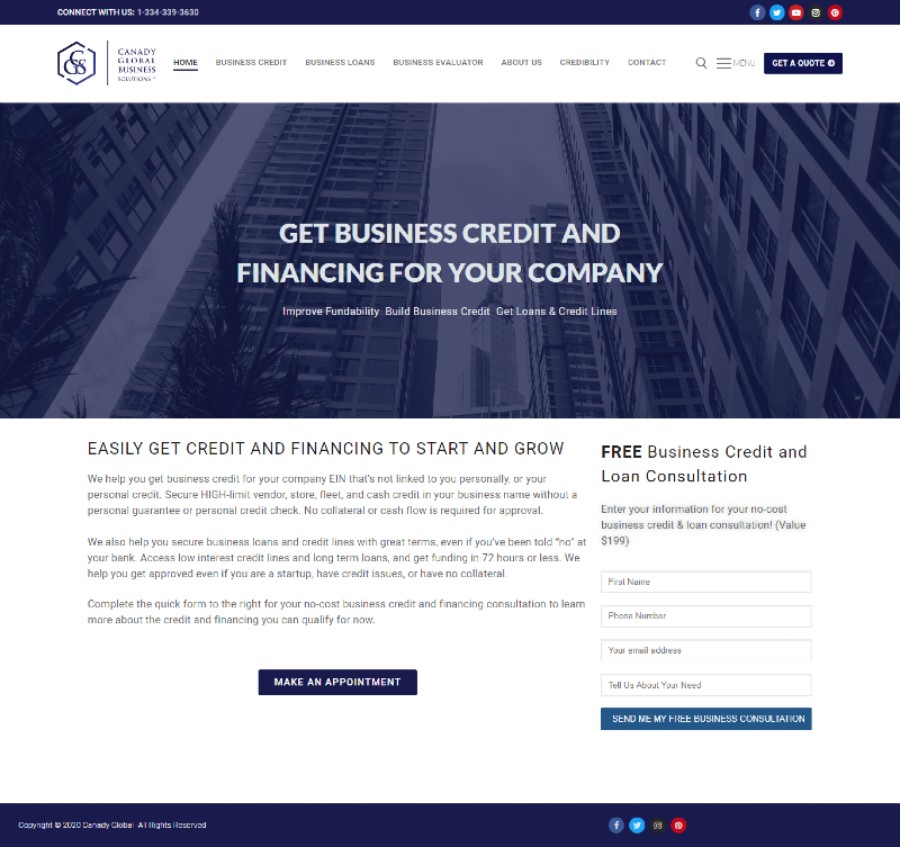 CONNECT WITH US: 1-334-339-3630
CANADY
GLOBAL
BUSINESS
SOLUTIONS
HOME
BUSINESS CREDIT
BUSINESS LOANS
BUSINESS EVALUATOR
ABOUT US
CREDIBILITY
CONTACT
MENU
GET A QUOTE
GET BUSINESS CREDIT AND
FINANCING FOR YOUR COMPANY
Improve Fundability Build Business Credit Get Loans & Credit Lines
EASILY GET CREDIT AND FINANCING TO START AND GROW
We help you get business credit for your company EIN that's not linked to you personally, or your
personal credit. Secure HIGH-limit vendor, store, fleet, and cash credit in your business name without a
personal guarantee or personal credit check. No collateral or cash flow is required for approval.
We also help you secure business loans and credit lines with great terms, even if you've been told “no” at
your bank. Access low interest credit lines and long term loans, and get funding in 72 hours or less. We
help you get approved even if you are a startup, have credit issues, or have no collateral.
Complete the quick form to the right for your no-cost business credit and financing consultation to learn
more about the credit and financing you can qualify for now.
MAKE AN APPOINTMENT
FREE Business Credit and
Loan Consultation
Enter your information for your no-cost
business credit & loan consultation! (Value
$199)
First Name
Phone Number
Your email address
Tell Us About Your Need
SEND ME MY FREE BUSINESS CONSULTATION
Copyright © 2020 Canady Global All Rights Reserved